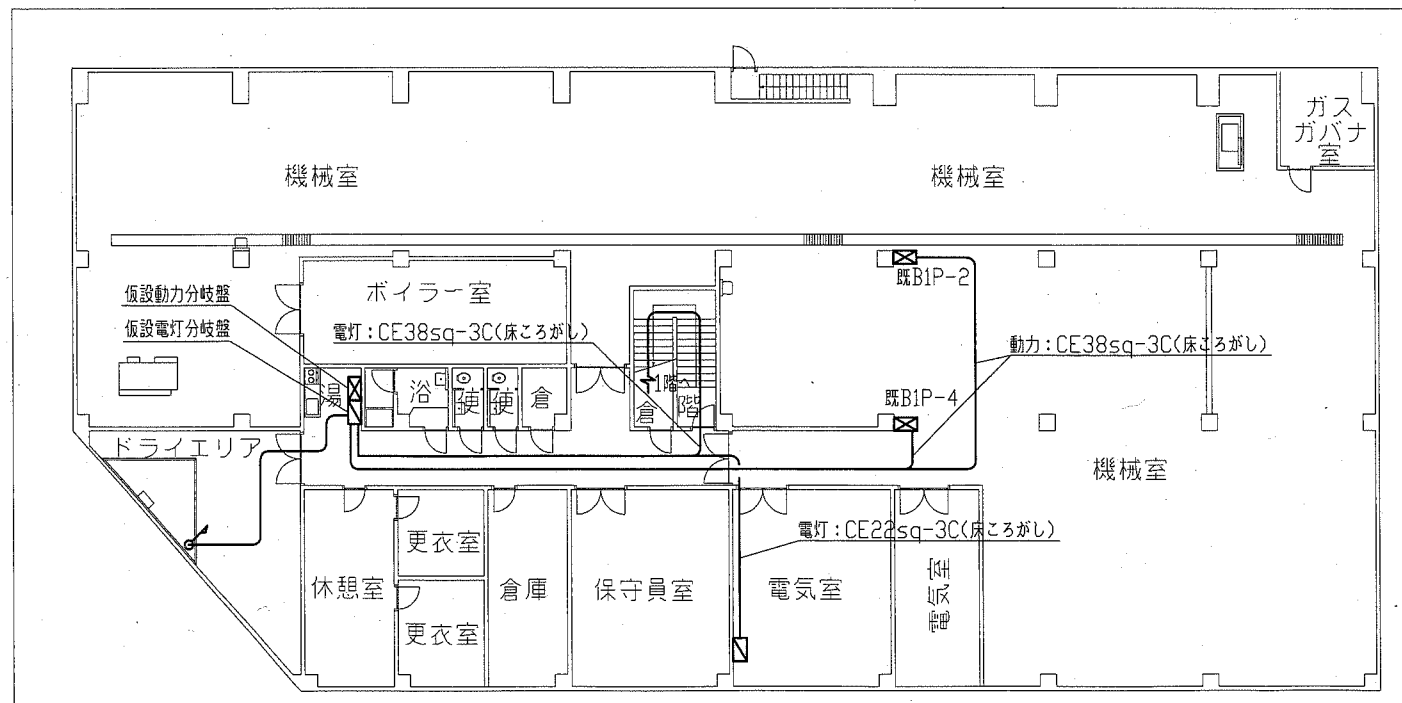 ガス
ガバナ
室
機械室
機械室
既B1P-2
ボイラー室
仮設動力分岐盤
仮設電灯分岐盤
電灯:CE38sq-3C(床ころがし)
動力:CE38sq-3C(床ころがし)
1階へ
湯
浴
便
便
倉
倉
階
既B1P-4
ドライエリア
機械室
電灯:CE22sq-3C(床ころがし)
休憩室
更衣室
更衣室
倉庫
保守員室
電気室
電気室